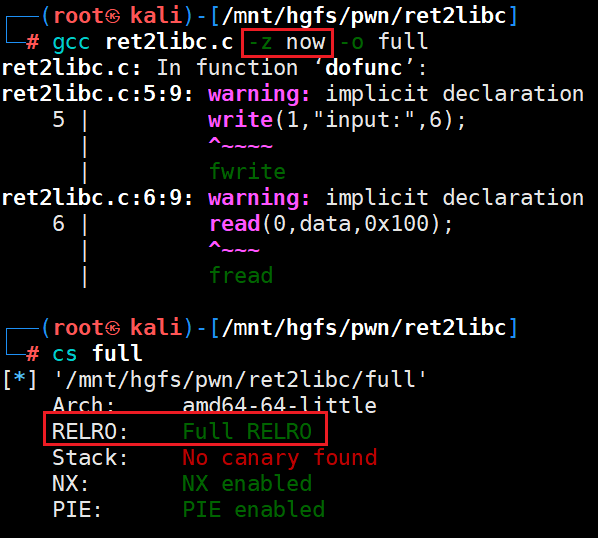 ┌──(root㉿ kali)-[/mnt/hgfs/pwn/ret2libc]
└─# gcc ret2libc.c -z now -o full
ret2libc.c: In function ‘dofunc’:
ret2libc.c:5:9: warning: implicit declaration
    5 |         write(1,"input:",6);
      |         ^~~~~
      |         fwrite
ret2libc.c:6:9: warning: implicit declaration
    6 |         read(0,data,0x100);
      |         ^~~~
      |         fread
┌──(root㉿ kali)-[/mnt/hgfs/pwn/ret2libc]
└─# cs full
[*] '/mnt/hgfs/pwn/ret2libc/full'
    Arch:     amd64-64-little
    RELRO:    Full RELRO
    Stack:    No canary found
    NX:       NX enabled
    PIE:      PIE enabled